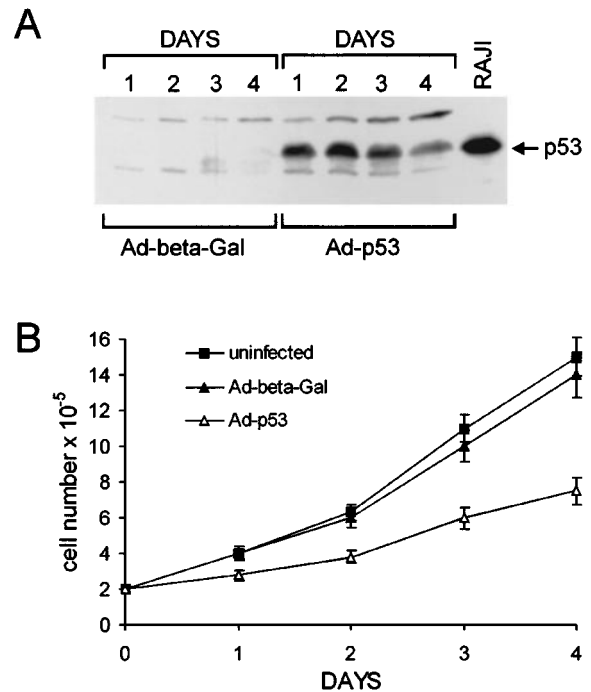 A
DAYS DAYS
1 2 3 4 1 2 3 4 RAJI
p53
Ad-beta-Gal Ad-p53
B
16
14
12
10
8
6
4
2
0
cell number x 10⁻⁵
uninfected
Ad-beta-Gal
Ad-p53
0 1 2 3 4
DAYS